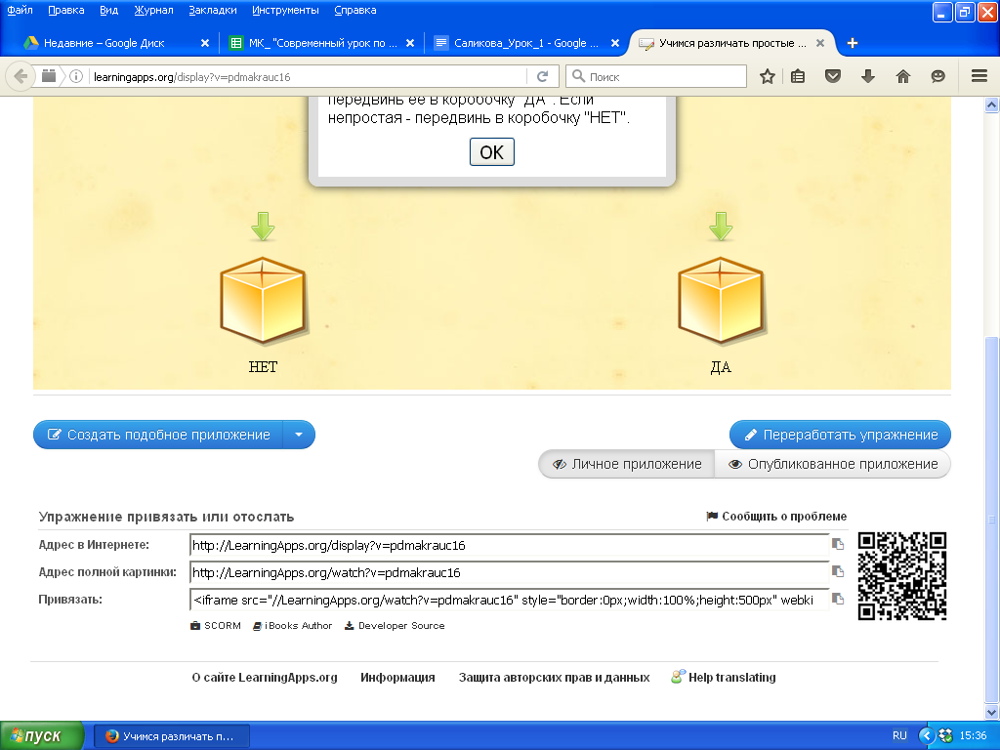 Файл Правка Вид Журнал Закладки Инструменты Справка
Недавние – Google Диск
МК_ "Современный урок по ...
Саликова_Урок_1 - Google ...
Учимся различать простые ...
learningapps.org/display?v=pdmakrauc16
Поиск
передвинь её в коробочку "ДА". Если
непростая - передвинь в коробочку "НЕТ".
OK
НЕТ
ДА
Создать подобное приложение
Переработать упражнение
Личное приложение
Опубликованное приложение
Упражнение привязать или отослать
Сообщить о проблеме
Адрес в Интернете: http://LearningApps.org/display?v=pdmakrauc16
Адрес полной картинки: http://LearningApps.org/watch?v=pdmakrauc16
Привязать: <iframe src="//LearningApps.org/watch?v=pdmakrauc16" style="border:0px;width:100%;height:500px" webki
SCORM iBooks Author Developer Source
О сайте LearningApps.org Информация Защита авторских прав и данных Help translating
пуск
Учимся различать п...
RU
15:36